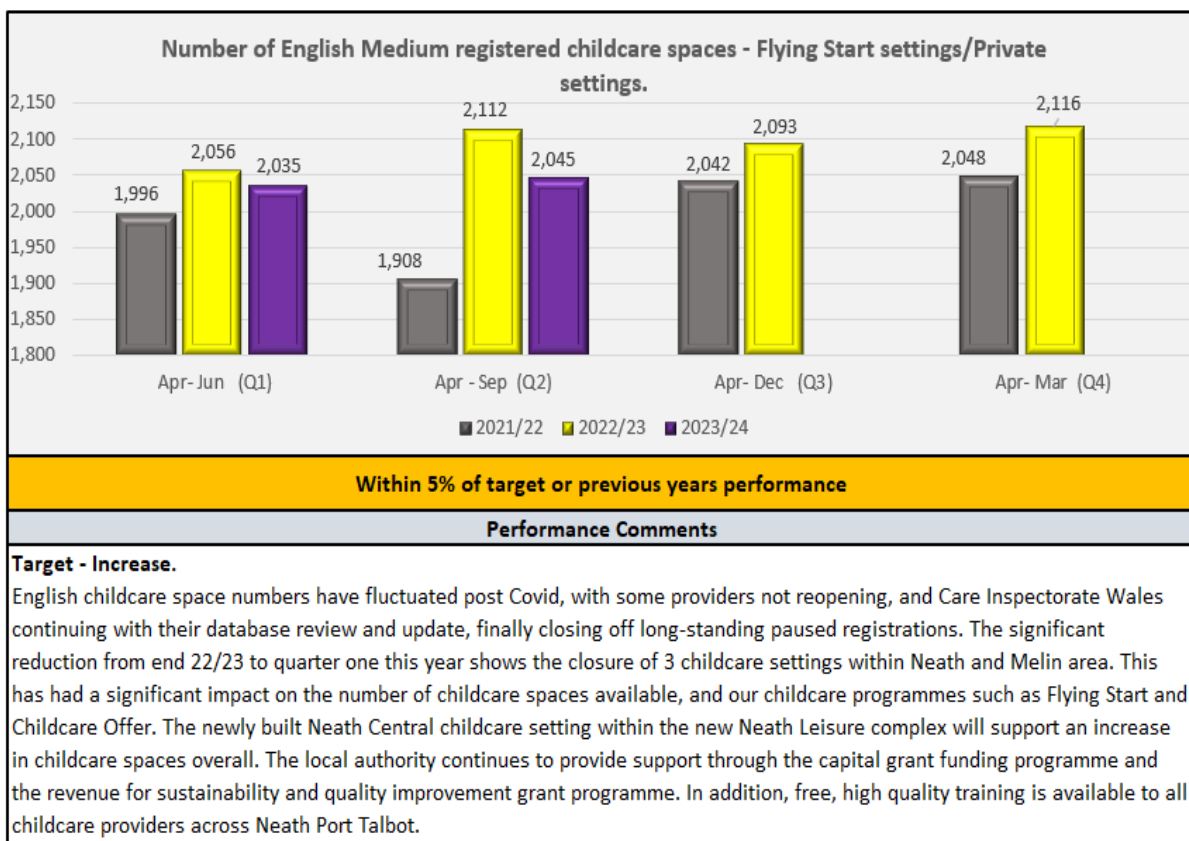 Number of English Medium registered childcare spaces - Flying Start settings/Private
settings.
2,150
2,100
2,050
2,000
1,950
1,900
1,850
1,800
1,996
2,056
2,035
1,908
2,112
2,045
2,042
2,093
2,048
2,116
Apr- Jun (Q1)
Apr - Sep (Q2)
Apr- Dec (Q3)
Apr- Mar (Q4)
2021/22 2022/23 2023/24
Within 5% of target or previous years performance
Performance Comments
Target - Increase.
English childcare space numbers have fluctuated post Covid, with some providers not reopening, and Care Inspectorate Wales
continuing with their database review and update, finally closing off long-standing paused registrations. The significant
reduction from end 22/23 to quarter one this year shows the closure of 3 childcare settings within Neath and Melin area. This
has had a significant impact on the number of childcare spaces available, and our childcare programmes such as Flying Start and
Childcare Offer. The newly built Neath Central childcare setting within the new Neath Leisure complex will support an increase
in childcare spaces overall. The local authority continues to provide support through the capital grant funding programme and
the revenue for sustainability and quality improvement grant programme. In addition, free, high quality training is available to all
childcare providers across Neath Port Talbot.